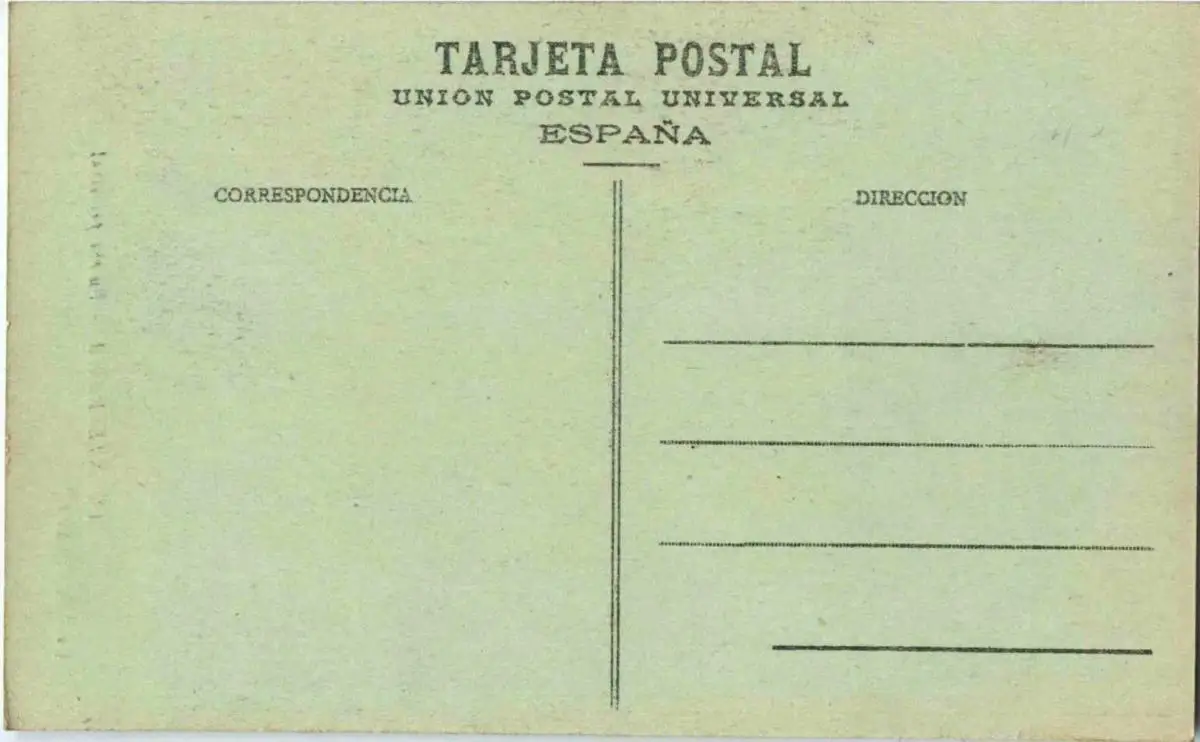 TARJETA POSTAL
UNION POSTAL UNIVERSAL
ESPAÑA
CORRESPONDENCIA
DIRECCION